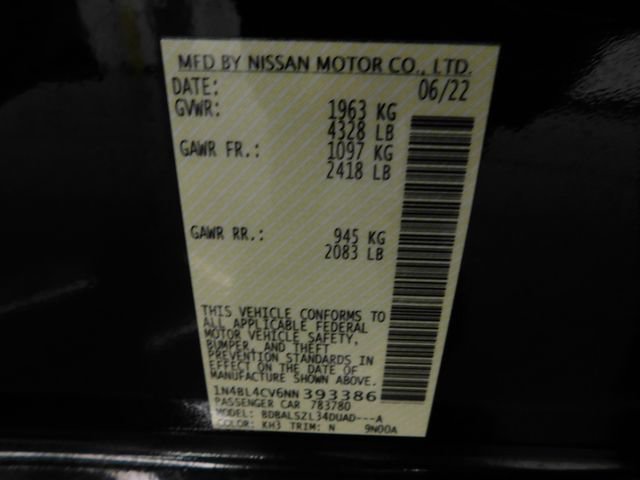 MFD BY NISSAN MOTOR CO., LTD.
DATE: 06/22
GVWR: 1963 KG
4328 LB
GAWR FR.: 1097 KG
2418 LB
GAWR RR.: 945 KG
2083 LB
THIS VEHICLE CONFORMS TO
ALL APPLICABLE FEDERAL
MOTOR VEHICLE SAFETY,
BUMPER, AND THEFT
PREVENTION STANDARDS IN
EFFECT ON THE DATE OF
MANUFACTURE SHOWN ABOVE.
1N4BL4CV6NN393386
PASSENGER CAR 783780
MODEL: BDBALS2L34DUAD---A
COLOR: KH3 TRIM: N 9N00A